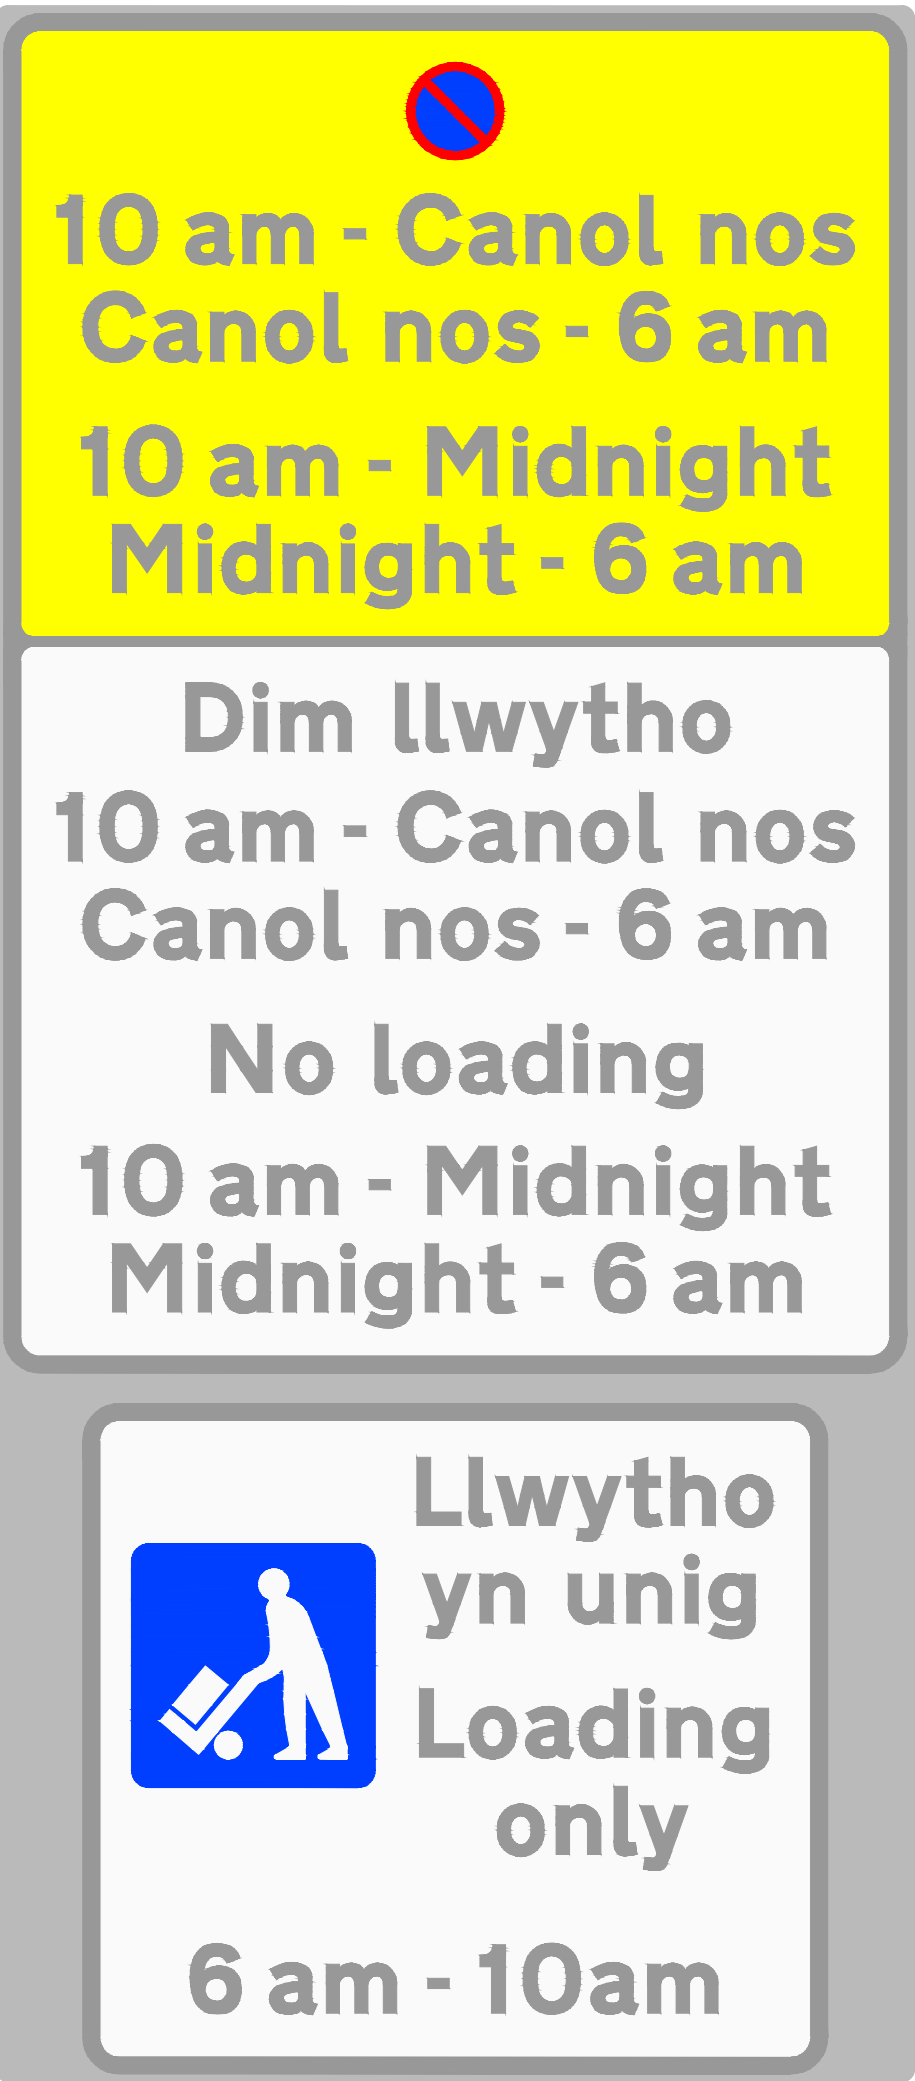 10 am - Canol nos
Canol nos - 6 am
10 am - Midnight
Midnight - 6 am
Dim llwytho
10 am - Canol nos
Canol nos - 6 am
No loading
10 am - Midnight
Midnight - 6 am
Llwytho
yn unig
Loading
only
6 am - 10am